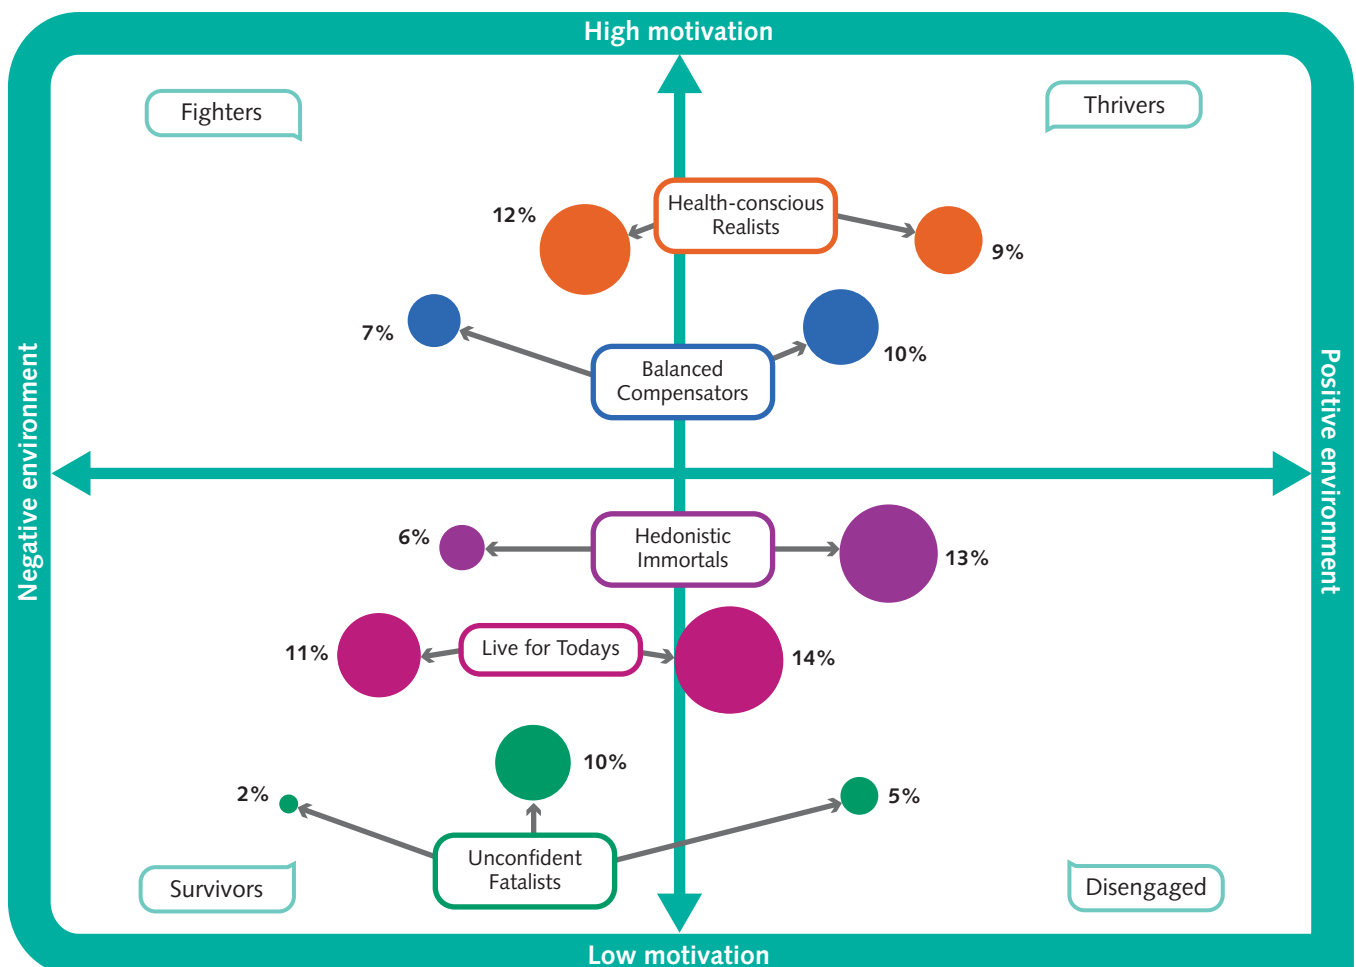 High motivation
Fighters
Thrivers
Health-conscious
Realists
12%
9%
7%
10%
Balanced
Compensators
Negative environment
Positive environment
Hedonistic
Immortals
6%
13%
Live for Todays
11%
14%
10%
2%
5%
Unconfident
Fatalists
Survivors
Disengaged
Low motivation